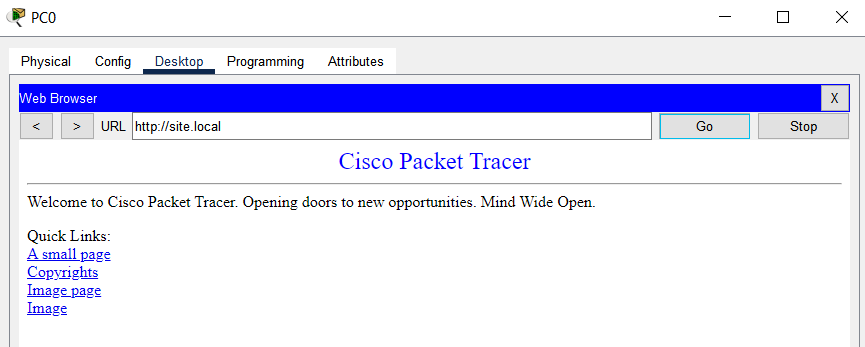 PC0
Physical Config Desktop Programming Attributes
Web Browser X
< > URL http://site.local Go Stop
Cisco Packet Tracer
Welcome to Cisco Packet Tracer. Opening doors to new opportunities. Mind Wide Open.
Quick Links:
A small page
Copyrights
Image page
Image